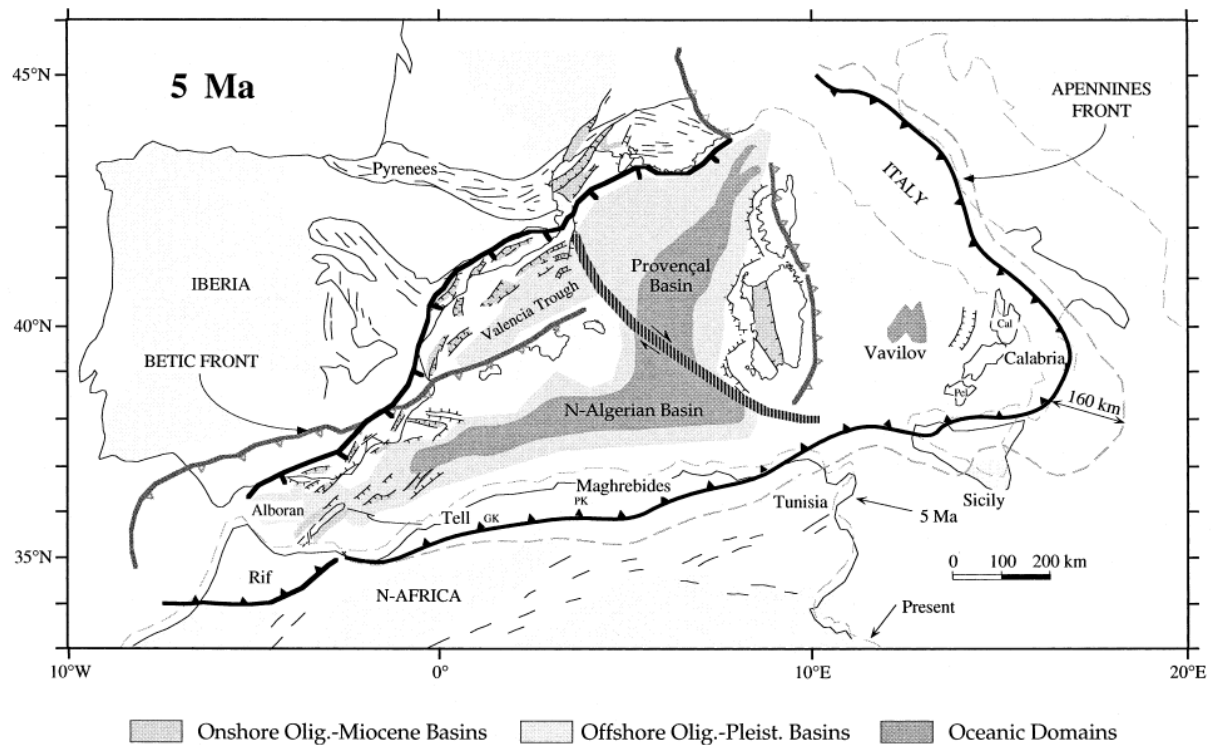 45°N
40°N
35°N
10°W
0°
10°E
20°E
5 Ma
APENNINES
FRONT
Pyrenees
ITALY
IBERIA
Provençal
Basin
Valencia Trough
BETIC FRONT
Vavilov
Cal
Calabria
Pel
160 km
N-Algerian Basin
Alboran
Maghrebides
PK
Tell
GK
Tunisia
Sicily
5 Ma
Rif
N-AFRICA
0 100 200 km
Present
Onshore Olig.-Miocene Basins
Offshore Olig.-Pleist. Basins
Oceanic Domains